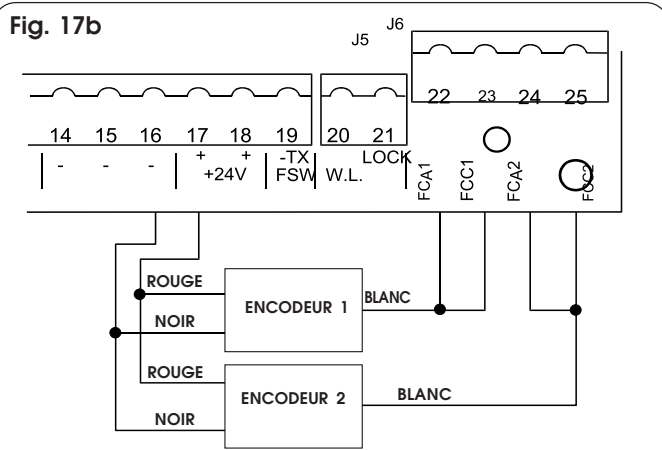 Fig. 17b
J5 J6
14 15 16 17 18 19 20 21 22 23 24 25
- - - + + -TX LOCK
+24V FSW W.L.
FCA1 FCC1 FCA2 FCC2
ROUGE
ENCODEUR 1 BLANC
NOIR
ROUGE
ENCODEUR 2 BLANC
NOIR